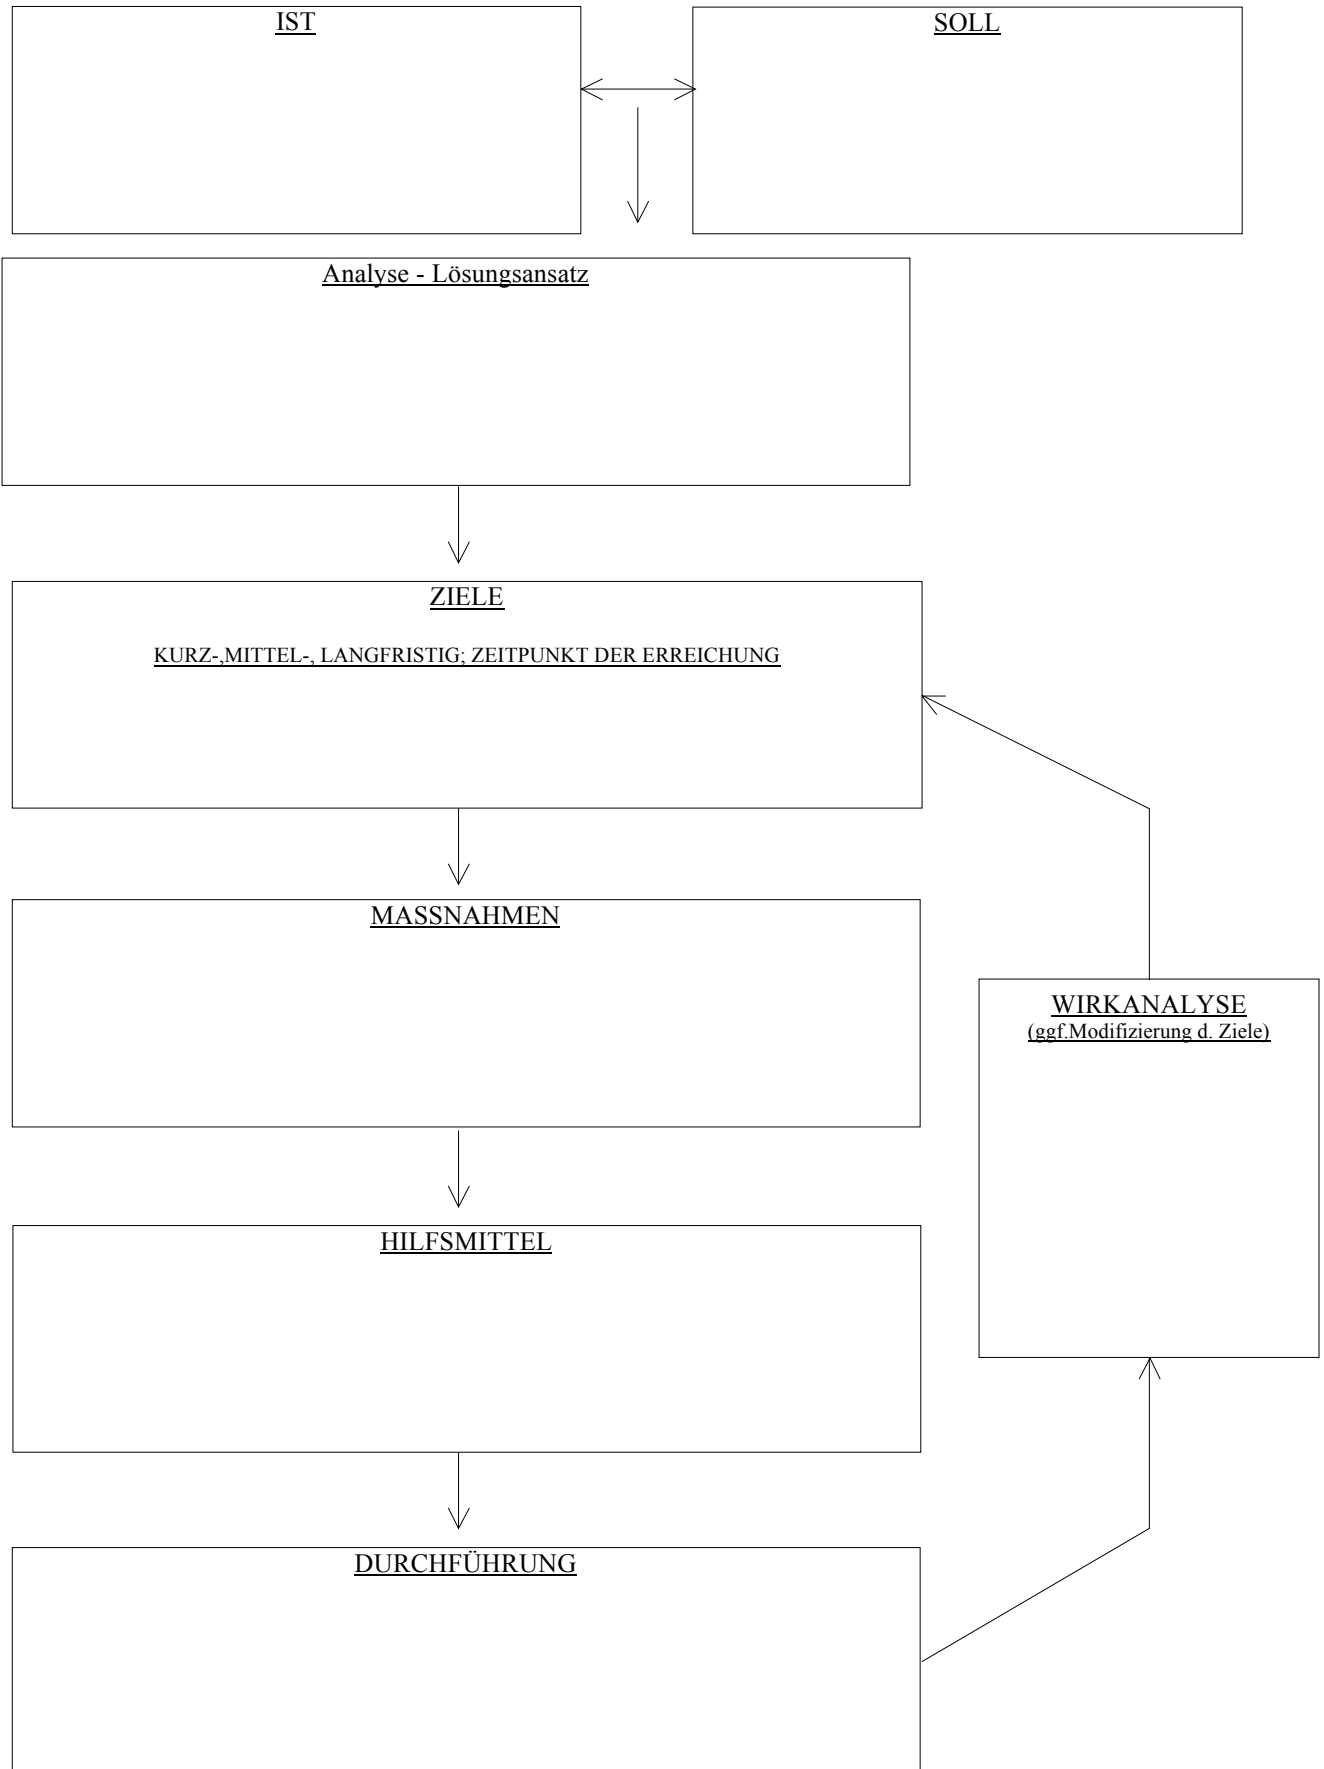 IST
SOLL
Analyse - Lösungsansatz
ZIELE
KURZ-,MITTEL-, LANGFRISTIG; ZEITPUNKT DER ERREICHUNG
MASSNAHMEN
WIRKANALYSE
(ggf.Modifizierung d. Ziele)
HILFSMITTEL
DURCHFÜHRUNG